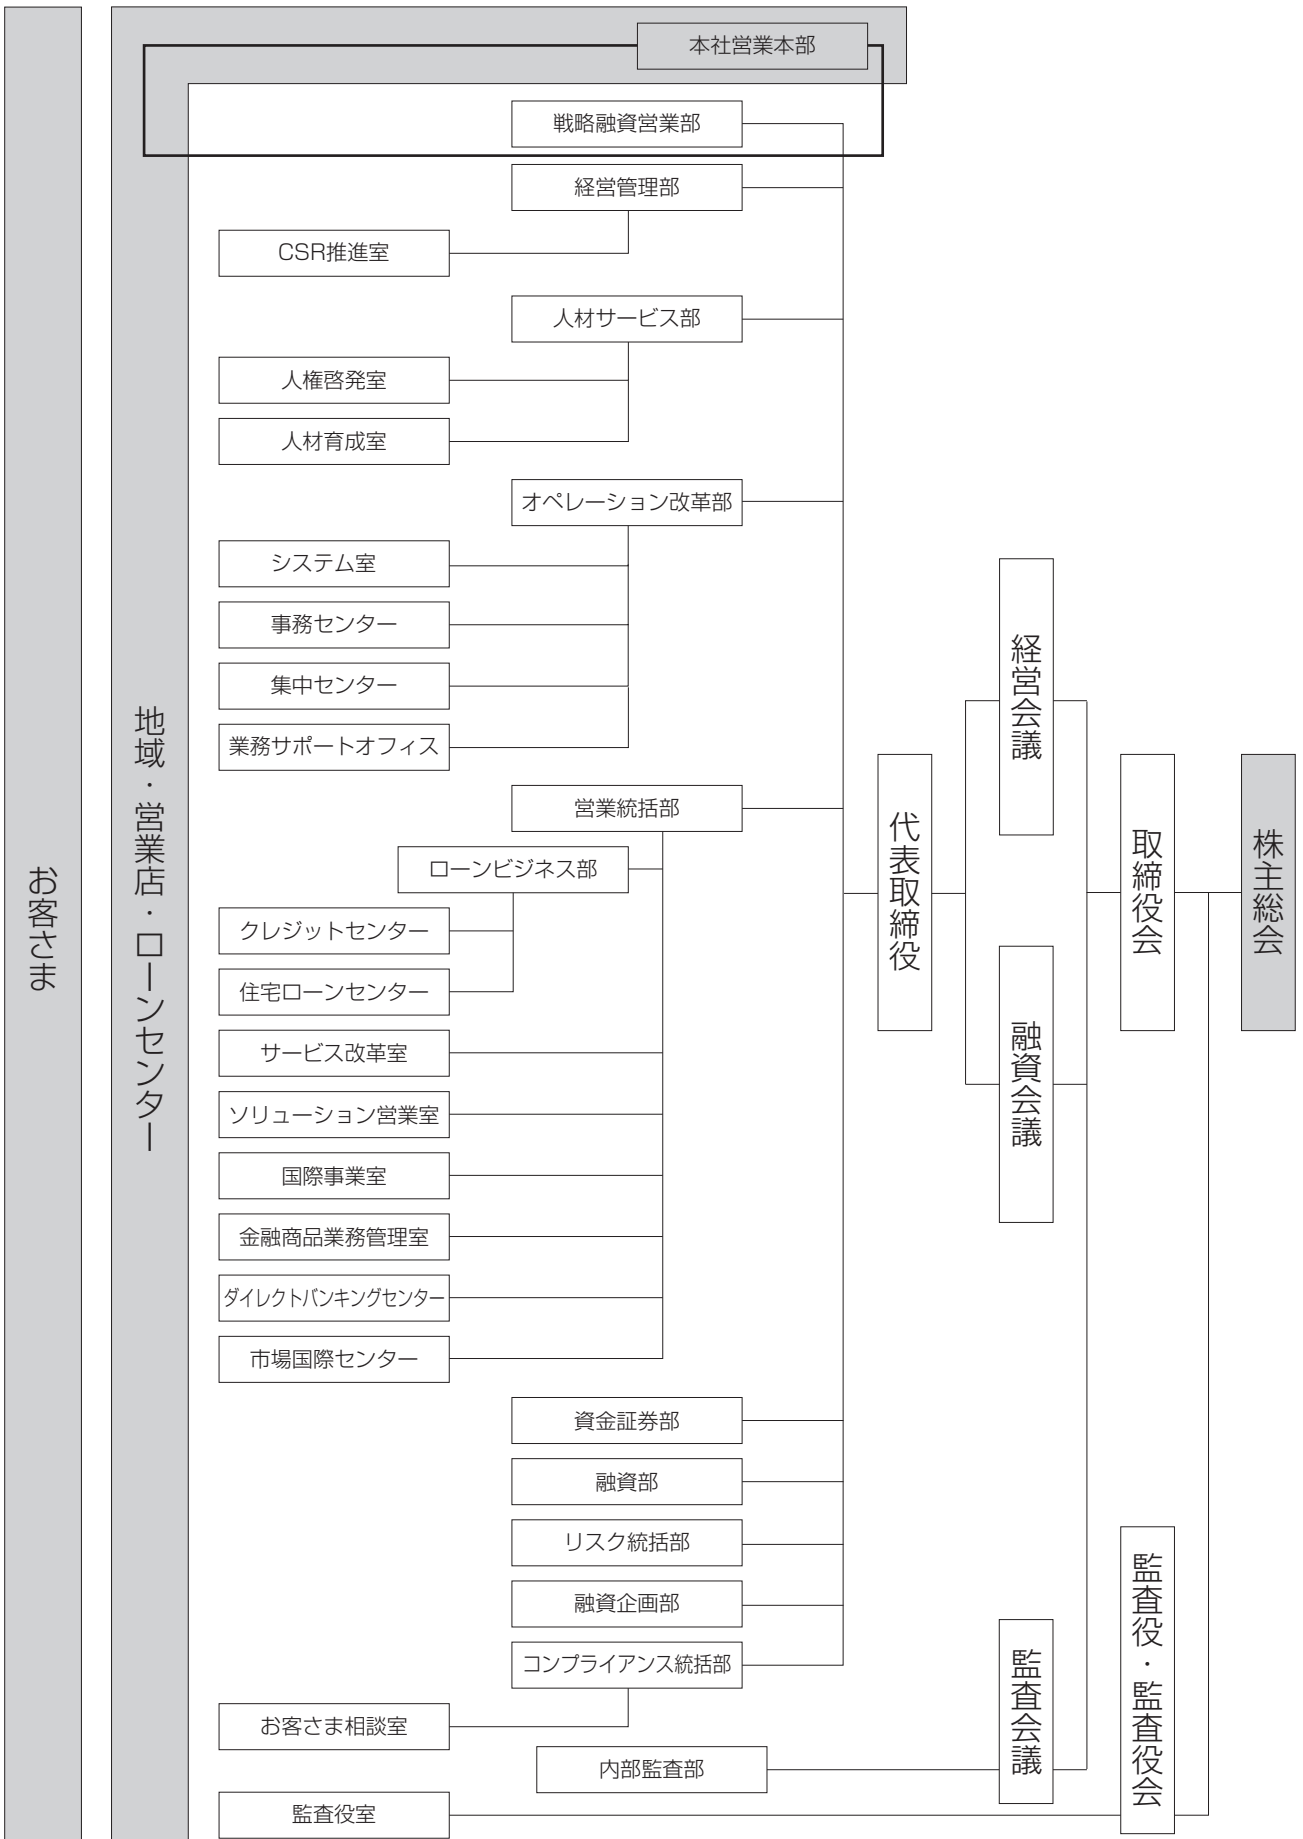 本社営業本部
戦略融資営業部
経営管理部
CSR推進室
人材サービス部
人権啓発室
人材育成室
オペレーション改革部
システム室
事務センター
集中センター
業務サポートオフィス
営業統括部
ローンビジネス部
クレジットセンター
住宅ローンセンター
サービス改革室
ソリューション営業室
国際事業室
金融商品業務管理室
ダイレクトバンキングセンター
市場国際センター
資金証券部
融資部
リスク統括部
融資企画部
コンプライアンス統括部
お客さま相談室
内部監査部
監査役室
お客さま
地域・営業店・ローンセンター
代表取締役
経営会議
融資会議
監査会議
取締役会
監査役・監査役会
株主総会